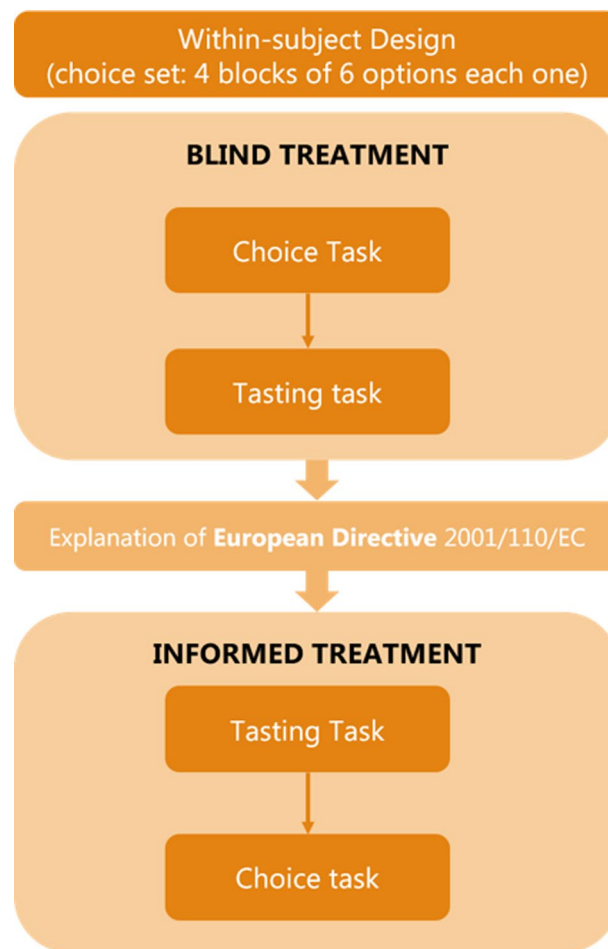 Within-subject Design
(choice set: 4 blocks of 6 options each one)
BLIND TREATMENT
Choice Task
Tasting task
Explanation of European Directive 2001/110/EC
INFORMED TREATMENT
Tasting Task
Choice task